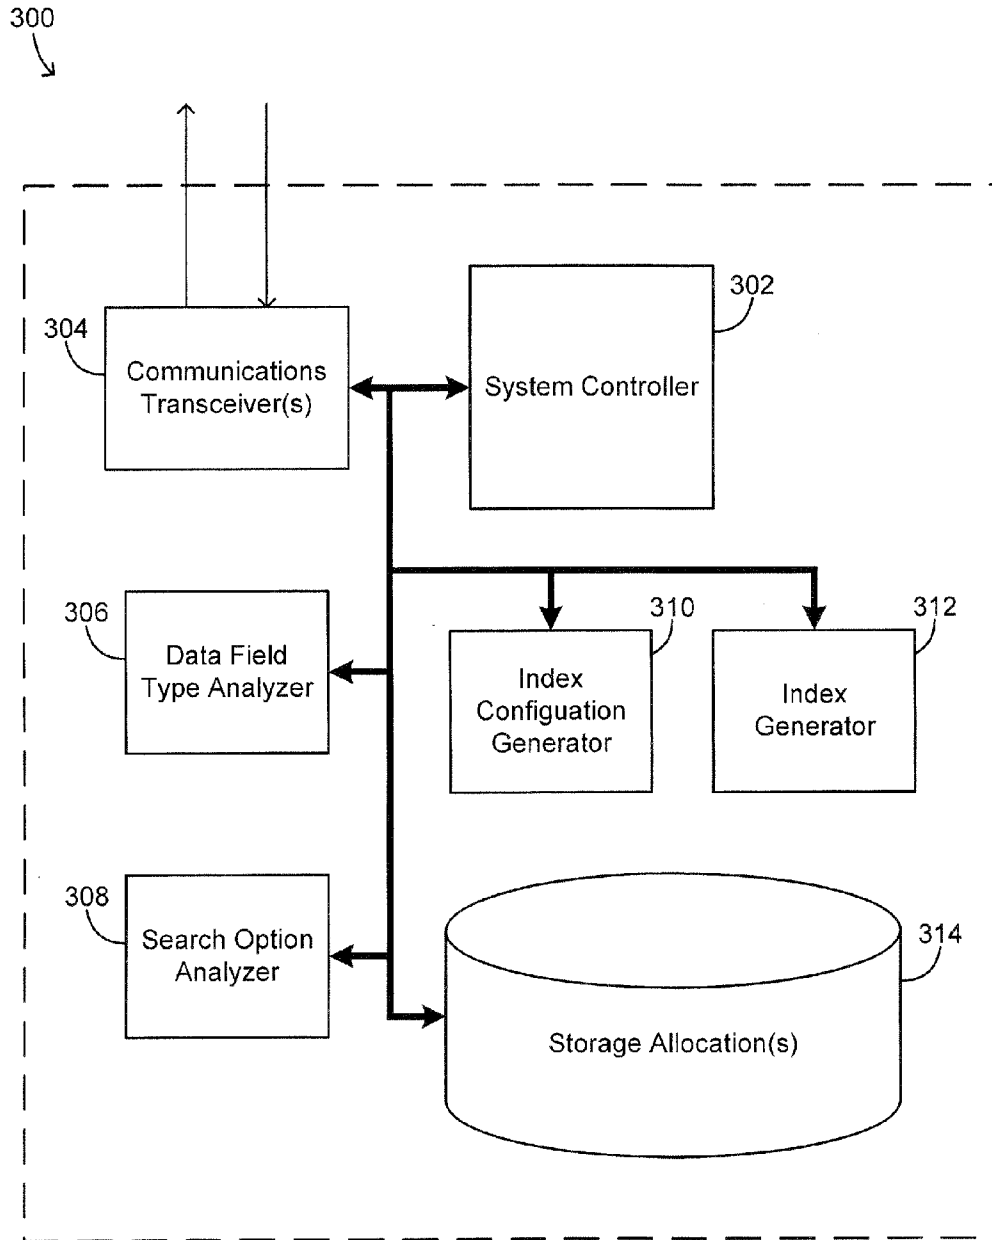 300
302
304
Communications
Transceiver(s)
System Controller
306
310
312
Data Field
Type Analyzer
Index
Configuation
Generator
Index
Generator
308
Search Option
Analyzer
314
Storage Allocation(s)